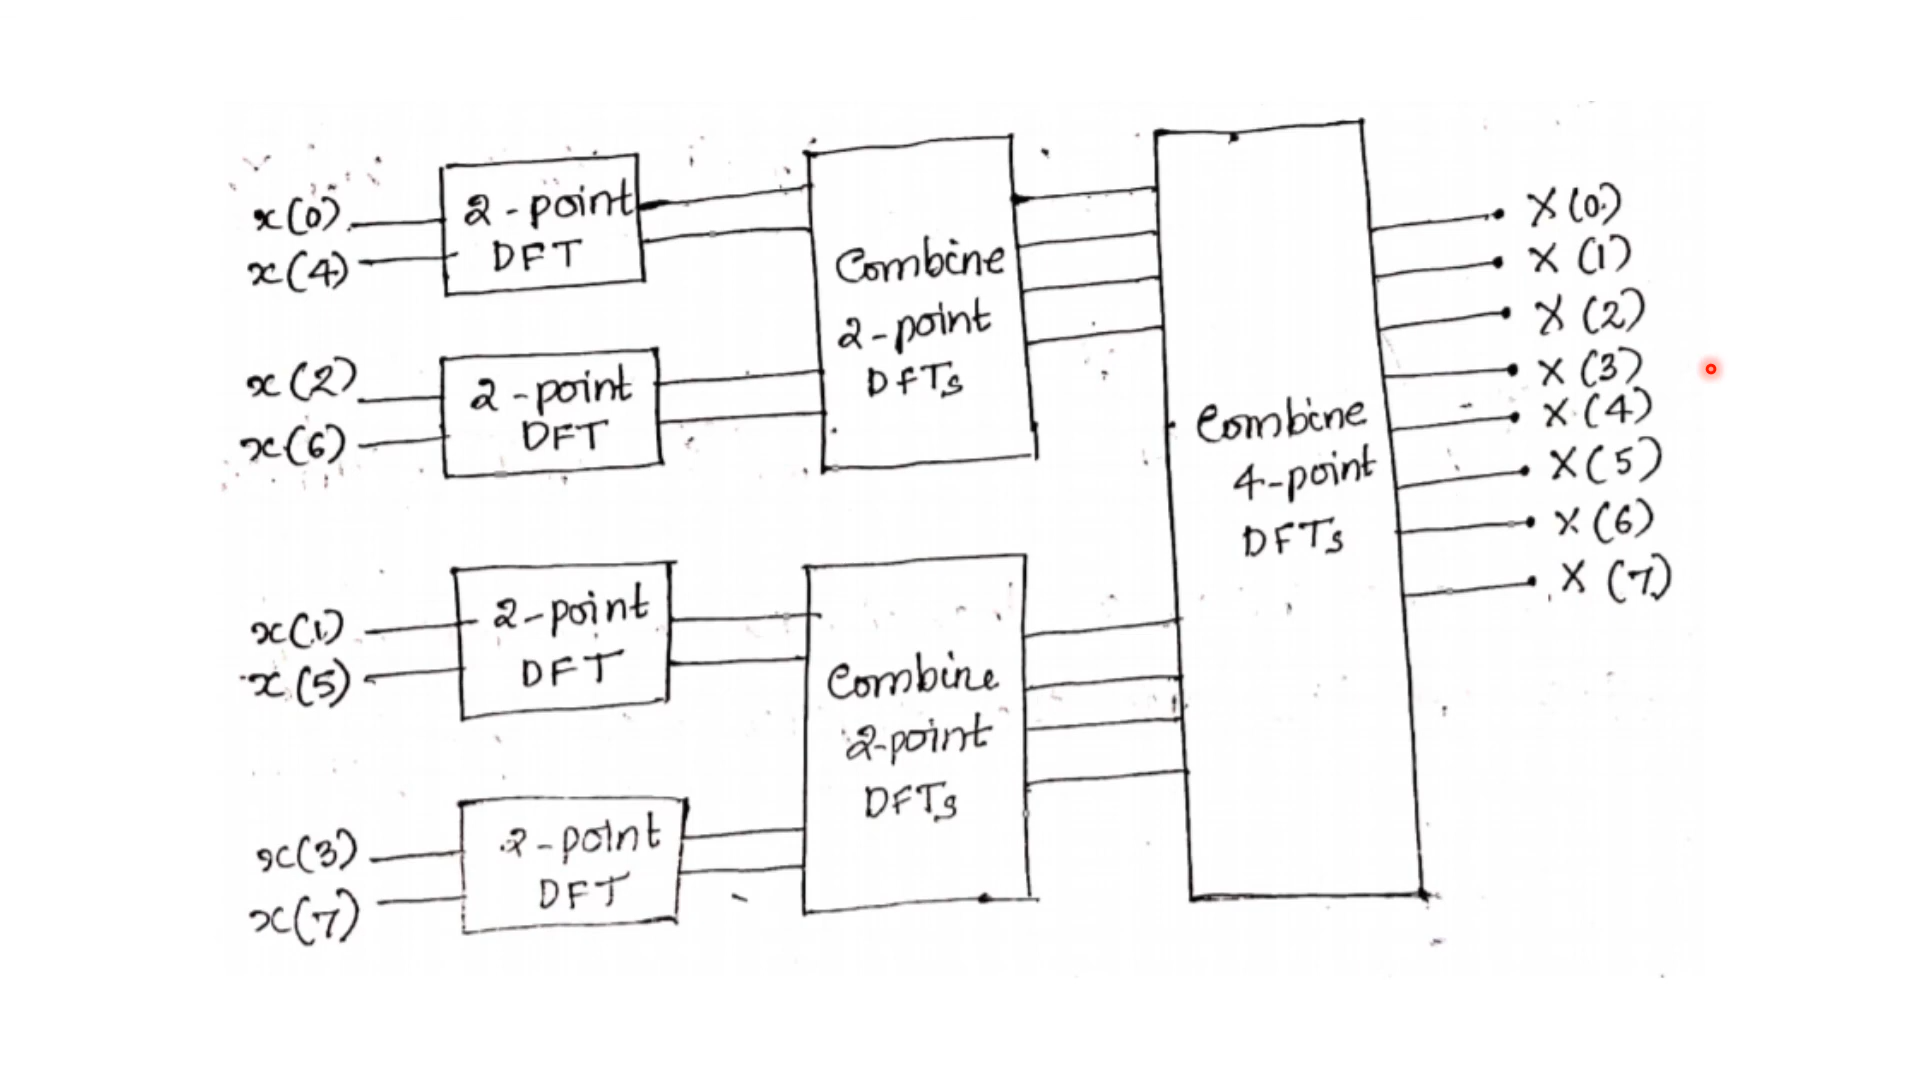 x(0)
x(4)
2-point
DFT
x(2)
x(6)
2-point
DFT
Combine
2-point
DFTs
x(1)
x(5)
2-point
DFT
x(3)
x(7)
2-point
DFT
Combine
2-point
DFTs
Combine
4-point
DFTs
X(0)
X(1)
X(2)
X(3)
X(4)
X(5)
X(6)
X(7)